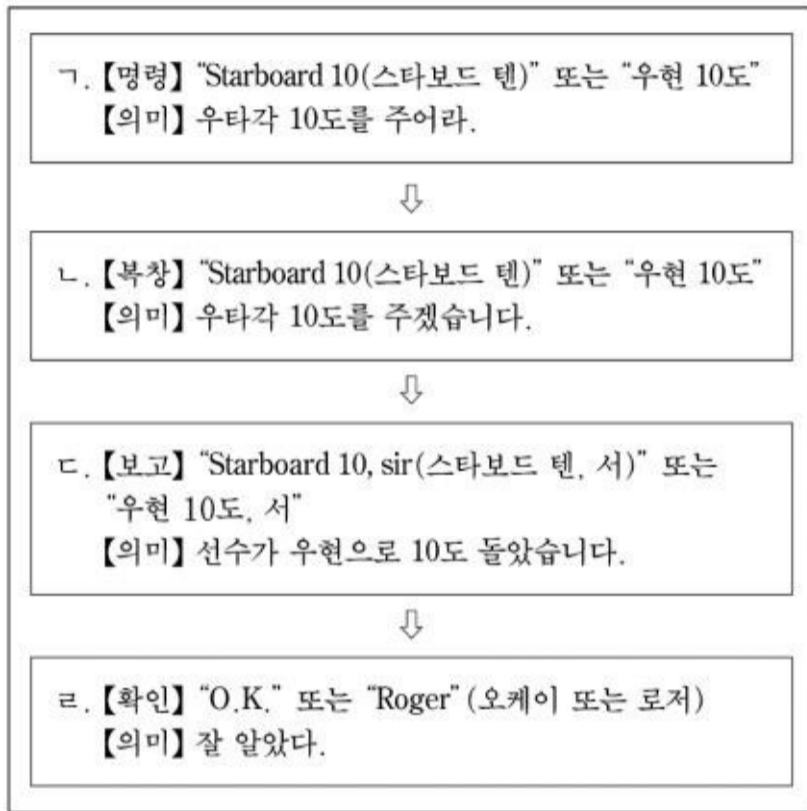 ㄱ.【명령】 “Starboard 10(스타보드 텐)” 또는 “우현 10도”
【의미】 우타각 10도를 주어라.
⇩
ㄴ.【복창】 “Starboard 10(스타보드 텐)” 또는 “우현 10도”
【의미】 우타각 10도를 주겠습니다.
⇩
ㄷ.【보고】 “Starboard 10, sir(스타보드 텐, 서)” 또는
“우현 10도, 서”
【의미】 선수가 우현으로 10도 돌았습니다.
⇩
ㄹ.【확인】 “O.K.” 또는 “Roger” (오케이 또는 로저)
【의미】 잘 알았다.